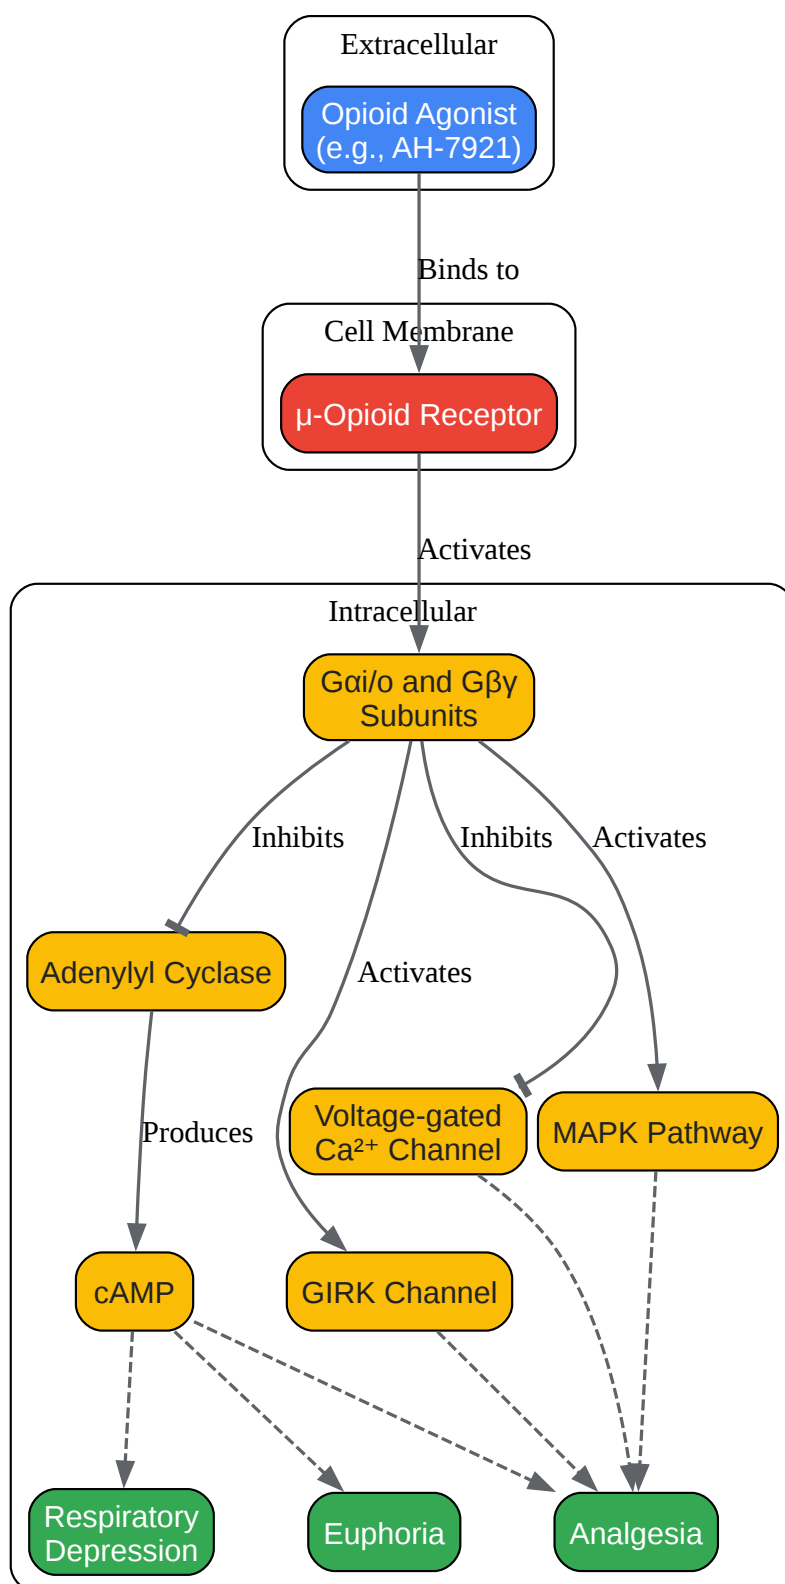 Extracellular
Opioid Agonist
(e.g., AH-7921)
Binds to
Cell Membrane
μ-Opioid Receptor
Activates
Intracellular
Gαi/o and Gβγ
Subunits
Inhibits
Inhibits
Activates
Adenylyl Cyclase
Activates
Produces
Voltage-gated
Ca²⁺ Channel
MAPK Pathway
cAMP
GIRK Channel
Respiratory
Depression
Euphoria
Analgesia